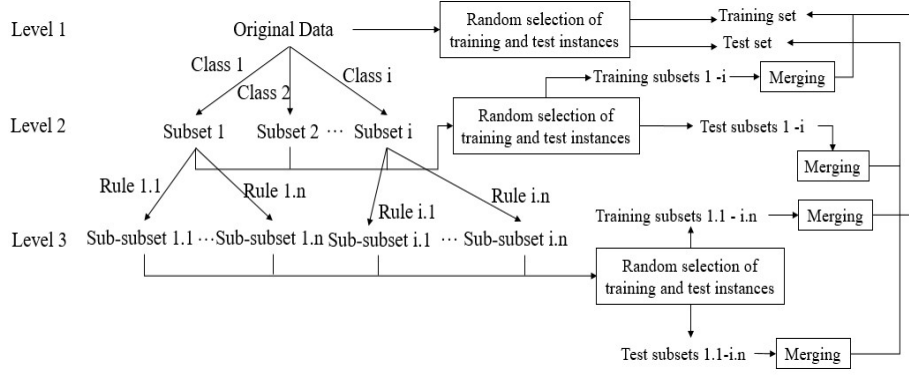 Level 1
Original Data
Random selection of
training and test instances
Training set
Test set
Class 1
Class 2
Class i
Training subsets 1 -i
Merging
Level 2
Subset 1
Subset 2 ··· Subset i
Random selection of
training and test instances
Test subsets 1 -i
Merging
Rule 1.1
Rule 1.n
Rule i.1
Rule i.n
Training subsets 1.1 - i.n
Merging
Level 3
Sub-subset 1.1 ··· Sub-subset 1.n Sub-subset i.1 ··· Sub-subset i.n
Random selection of
training and test instances
Test subsets 1.1-i.n
Merging